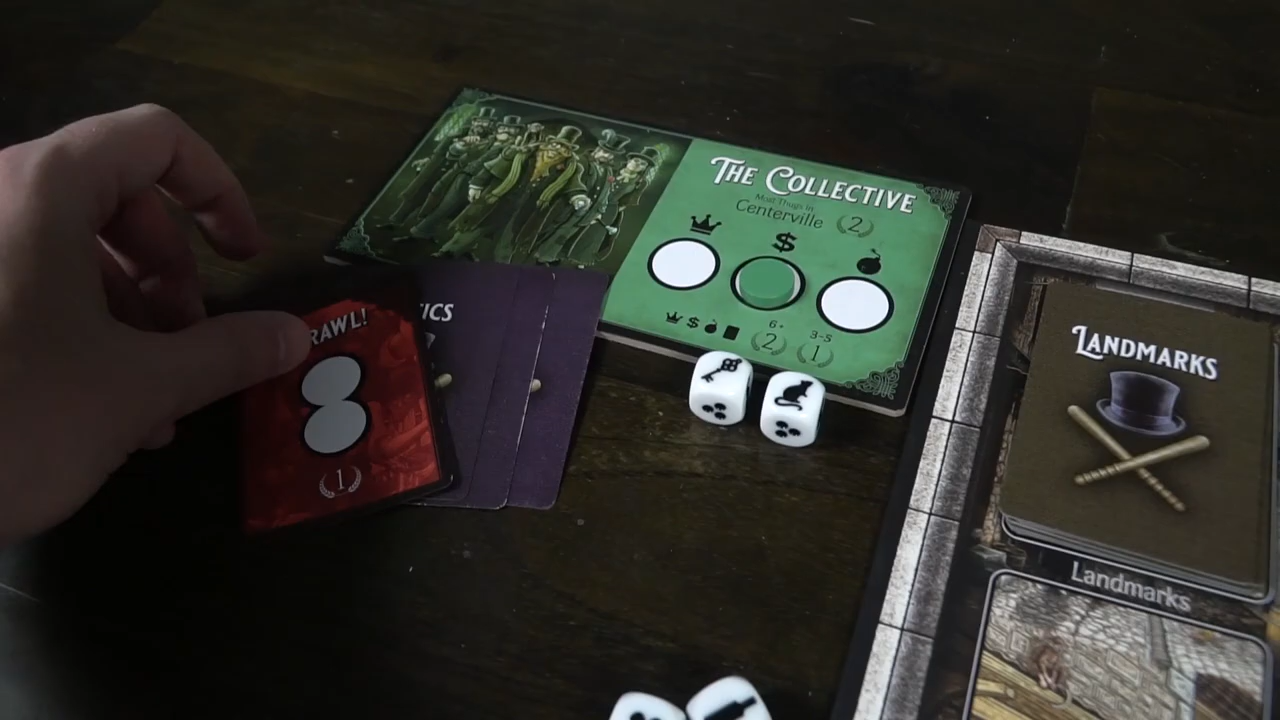 THE COLLECTIVE
Most Thugs in
Centerville 2
$
$
6+ 3-5
2 1
RAWL!
1
ICS
LANDMARKS
Landmarks